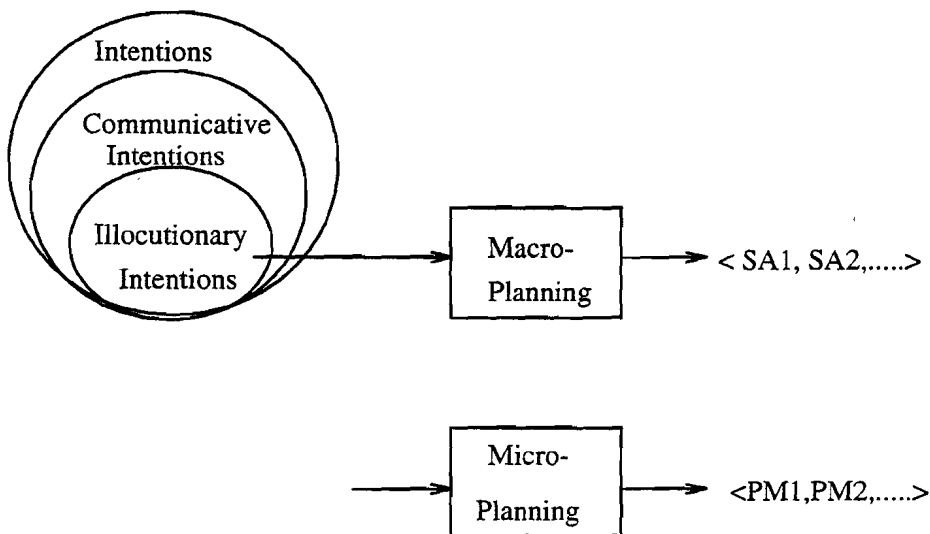 Intentions
Communicative
Intentions
Illocutionary
Intentions
Macro-
Planning
< SA1, SA2,.....>
Micro-
Planning
<PM1,PM2,.....>